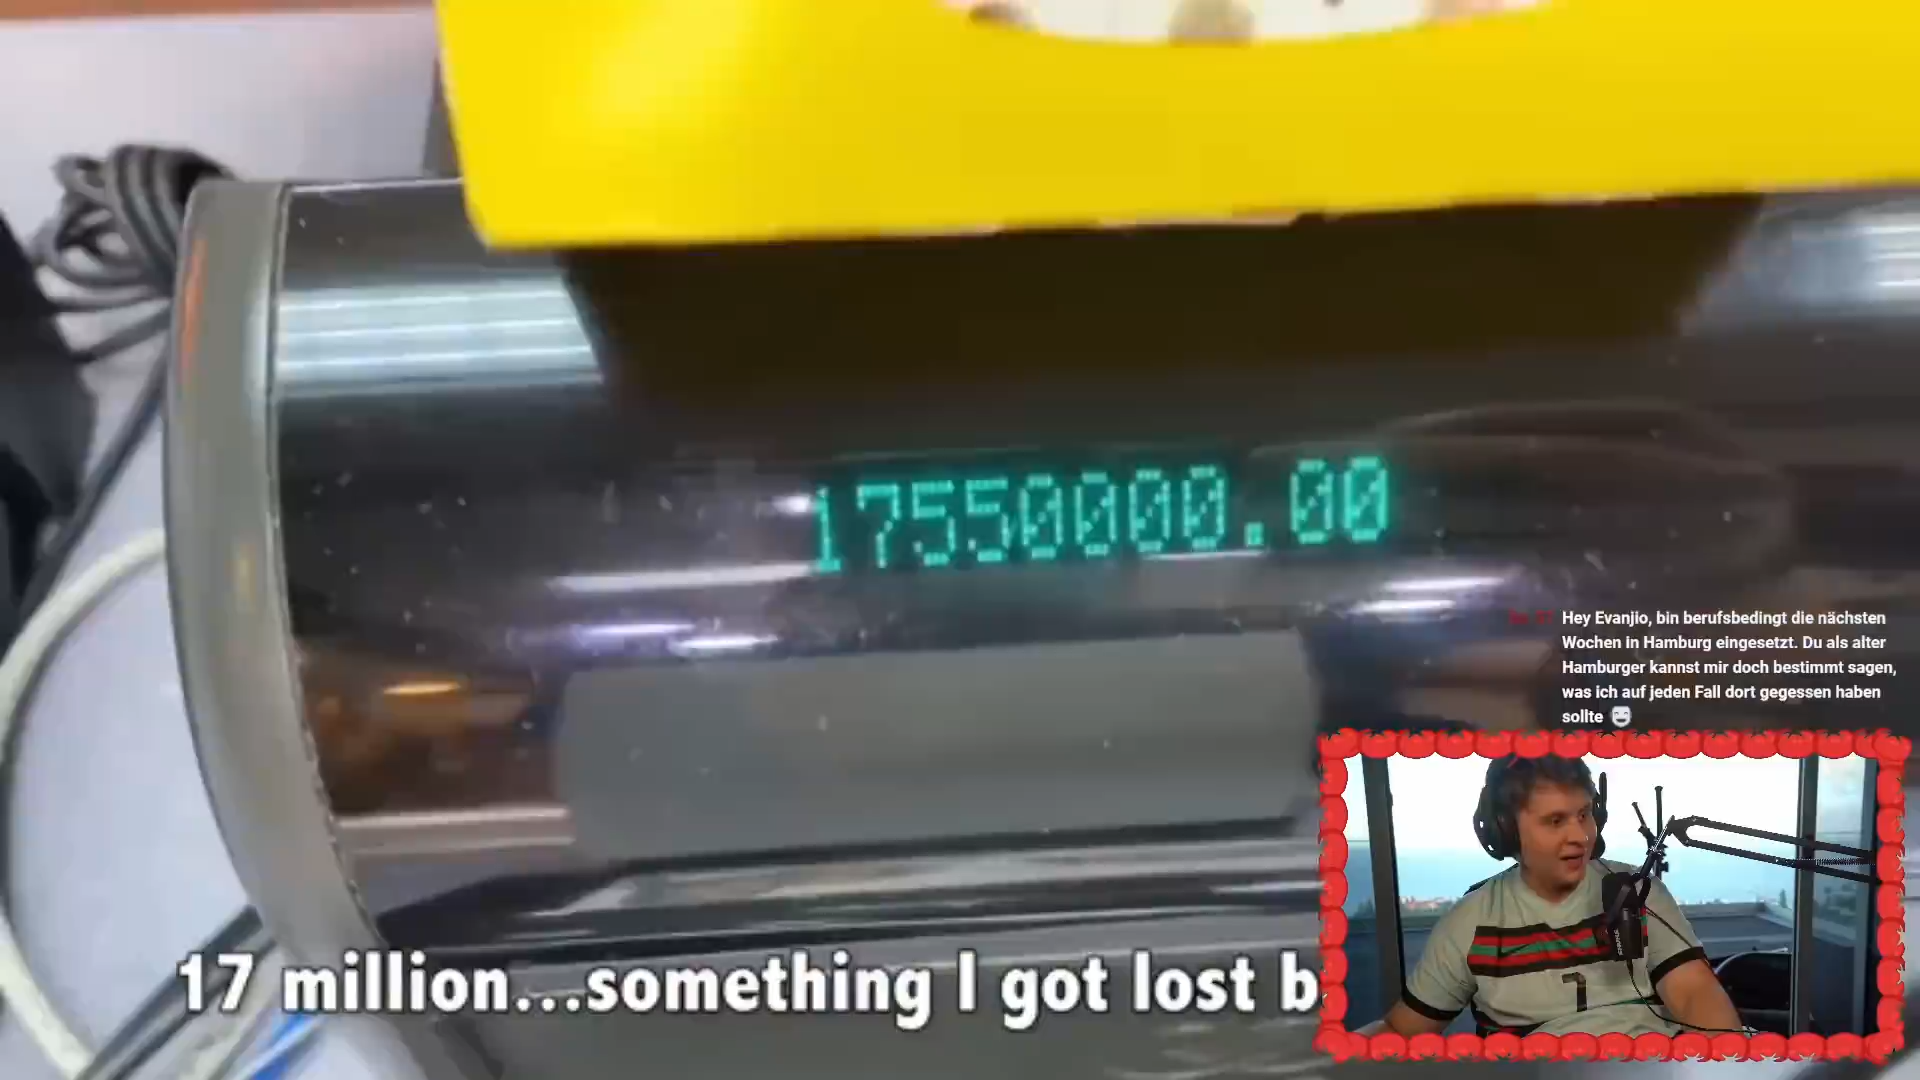 17550000.00
Hey Evanjio, bin berufsbedingt die nächsten
Wochen in Hamburg eingesetzt. Du als alter
Hamburger kannst mir doch bestimmt sagen,
was ich auf jeden Fall dort gegessen haben
sollte
17 million...something I got lost b
7